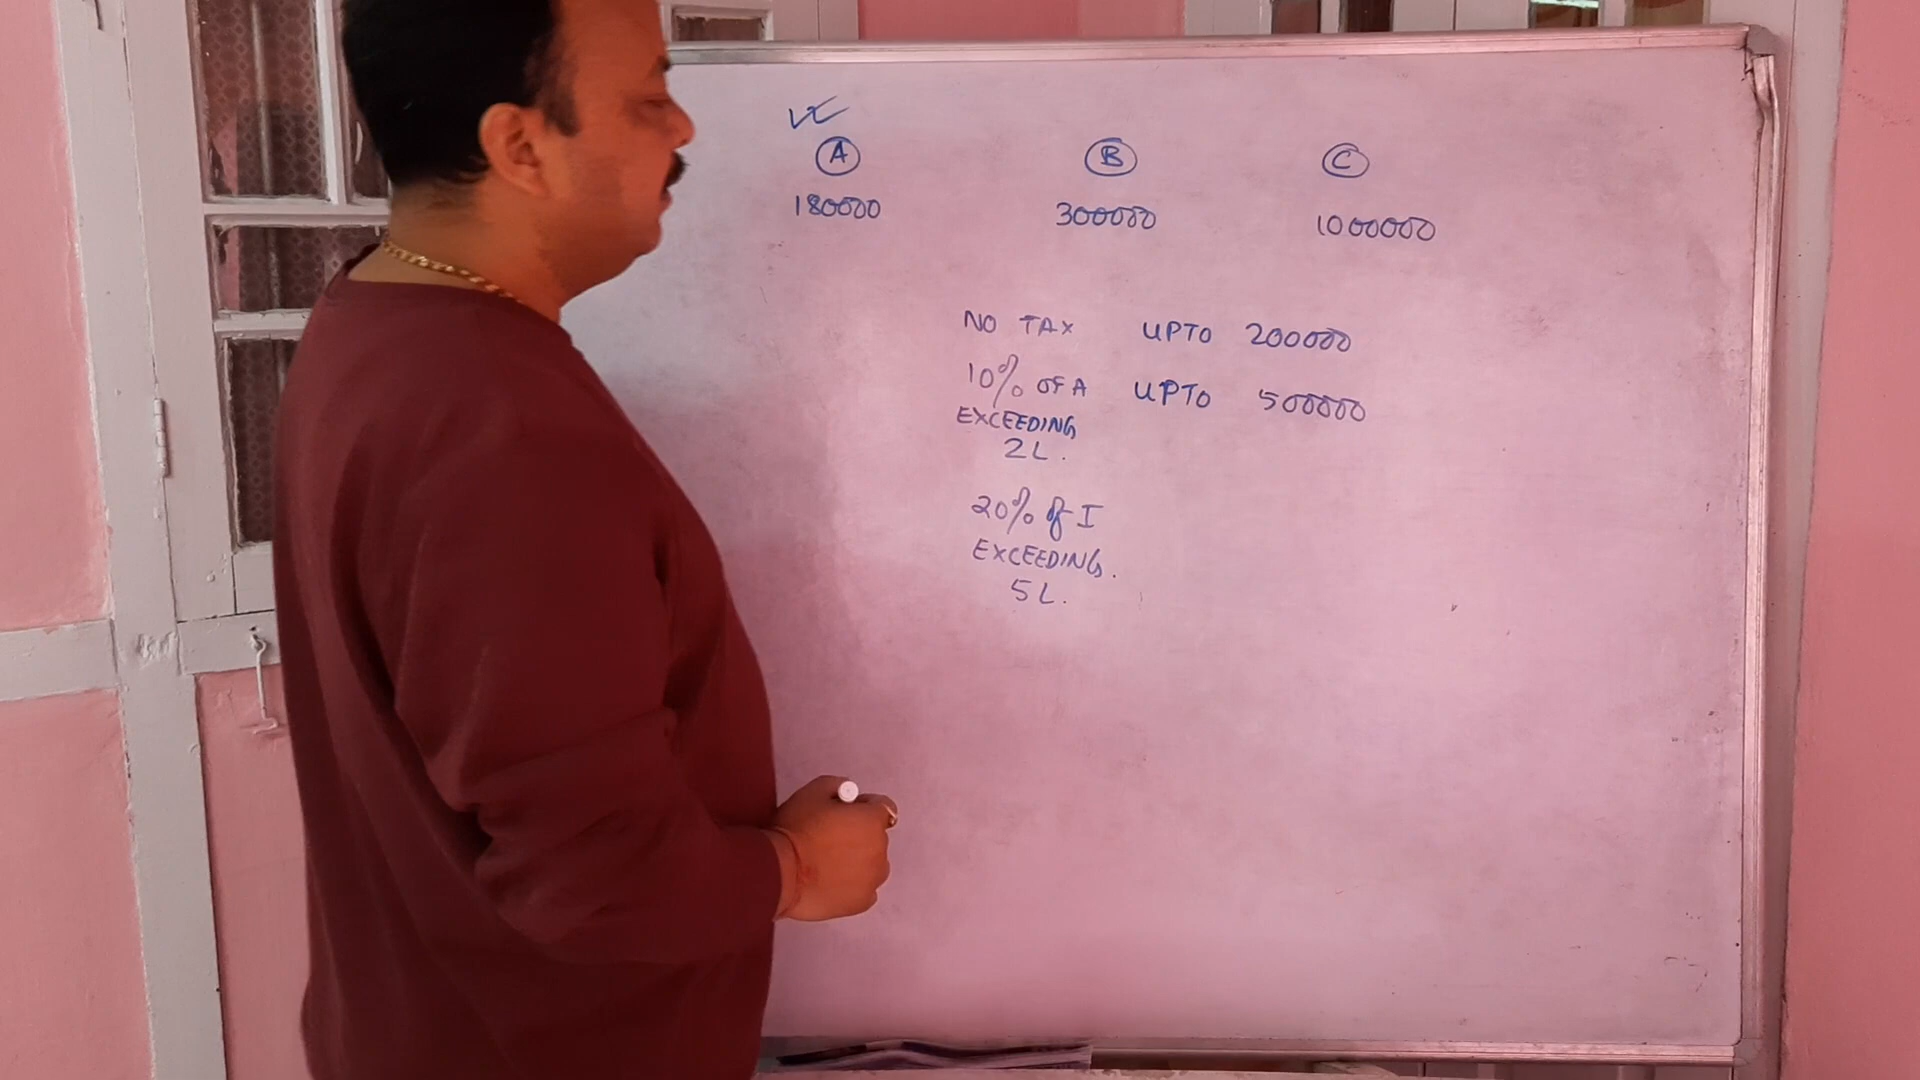 A B C
180000 300000 1000000
NO TAX UPTO 200000
10% OF A UPTO 500000
EXCEEDING
2L.
20% of I
EXCEEDING.
5L.